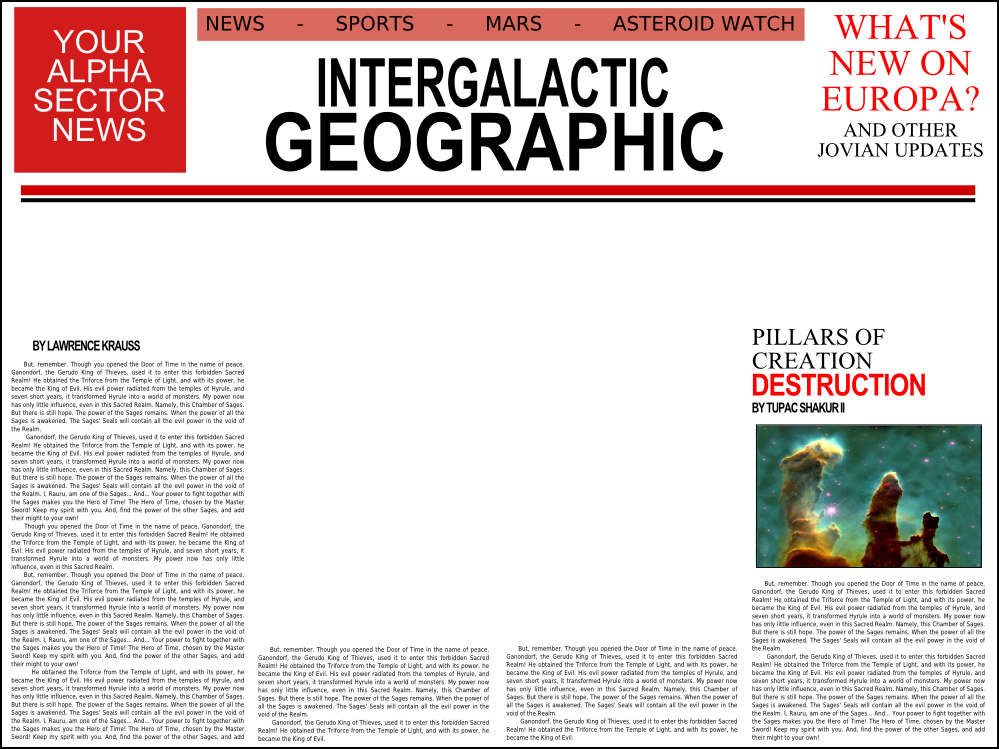 YOUR
ALPHA
SECTOR
NEWS
NEWS - SPORTS - MARS - ASTEROID WATCH
INTERGALACTIC
GEOGRAPHIC
WHAT'S
NEW ON
EUROPA?
AND OTHER
JOVIAN UPDATES
BY LAWRENCE KRAUSS
But, remember. Though you opened the Door of Time in the name of peace.
Ganondorf, the Gerudo King of Thieves, used it to enter this forbidden Sacred
Realm! He obtained the Triforce from the Temple of Light, and with its power, he
became the King of Evil. His evil power radiated from the temples of Hyrule, and
seven short years, it transformed Hyrule into a world of monsters. My power now
has only little influence, even in this Sacred Realm. Namely, this Chamber of Sages.
But there is still hope. The power of the Sages remains. When the power of all the
Sages is awakened. The Sages' Seals will contain all the evil power in the void of
the Realm.
Ganondorf, the Gerudo King of Thieves, used it to enter this forbidden Sacred
Realm! He obtained the Triforce from the Temple of Light, and with its power, he
became the King of Evil. His evil power radiated from the temples of Hyrule, and
seven short years, it transformed Hyrule into a world of monsters. My power now
has only little influence, even in this Sacred Realm. Namely, this Chamber of Sages.
But there is still hope. The power of the Sages remains. When the power of all the
Sages is awakened. The Sages' Seals will contain all the evil power in the void of
the Realm. I, Rauru, am one of the Sages... And... Your power to fight together with
the Sages makes you the Hero of Time! The Hero of Time, chosen by the Master
Sword! Keep my spirit with you. And, find the power of the other Sages, and add
their might to your own!
Though you opened the Door of Time in the name of peace. Ganondorf, the
Gerudo King of Thieves, used it to enter this forbidden Sacred Realm! He obtained
the Triforce from the Temple of Light, and with its power, he became the King of
Evil. His evil power radiated from the temples of Hyrule, and seven short years, it
transformed Hyrule into a world of monsters. My power now has only little
influence, even in this Sacred Realm.
But, remember. Though you opened the Door of Time in the name of peace.
Ganondorf, the Gerudo King of Thieves, used it to enter this forbidden Sacred
Realm! He obtained the Triforce from the Temple of Light, and with its power, he
became the King of Evil. His evil power radiated from the temples of Hyrule, and
seven short years, it transformed Hyrule into a world of monsters. My power now
has only little influence, even in this Sacred Realm. Namely, this Chamber of Sages.
But there is still hope. The power of the Sages remains. When the power of all the
Sages is awakened. The Sages' Seals will contain all the evil power in the void of
the Realm. I, Rauru, am one of the Sages... And... Your power to fight together with
the Sages makes you the Hero of Time! The Hero of Time, chosen by the Master
Sword! Keep my spirit with you. And, find the power of the other Sages, and add
their might to your own!
He obtained the Triforce from the Temple of Light, and with its power, he
became the King of Evil. His evil power radiated from the temples of Hyrule, and
seven short years, it transformed Hyrule into a world of monsters. My power now
has only little influence, even in this Sacred Realm. Namely, this Chamber of Sages.
But there is still hope. The power of the Sages remains. When the power of all the
Sages is awakened. The Sages' Seals will contain all the evil power in the void of
the Realm. I, Rauru, am one of the Sages... And... Your power to fight together with
the Sages makes you the Hero of Time! The Hero of Time, chosen by the Master
Sword! Keep my spirit with you. And, find the power of the other Sages, and add
But, remember. Though you opened the Door of Time in the name of peace.
Ganondorf, the Gerudo King of Thieves, used it to enter this forbidden Sacred
Realm! He obtained the Triforce from the Temple of Light, and with its power, he
became the King of Evil. His evil power radiated from the temples of Hyrule, and
seven short years, it transformed Hyrule into a world of monsters. My power now
has only little influence, even in this Sacred Realm. Namely, this Chamber of
Sages. But there is still hope. The power of the Sages remains. When the power of
all the Sages is awakened. The Sages' Seals will contain all the evil power in the
void of the Realm.
Ganondorf, the Gerudo King of Thieves, used it to enter this forbidden Sacred
Realm! He obtained the Triforce from the Temple of Light, and with its power, he
became the King of Evil.
But, remember. Though you opened the Door of Time in the name of peace.
Ganondorf, the Gerudo King of Thieves, used it to enter this forbidden Sacred
Realm! He obtained the Triforce from the Temple of Light, and with its power, he
became the King of Evil. His evil power radiated from the temples of Hyrule, and
seven short years, it transformed Hyrule into a world of monsters. My power now
has only little influence, even in this Sacred Realm. Namely, this Chamber of
Sages. But there is still hope. The power of the Sages remains. When the power of
all the Sages is awakened. The Sages' Seals will contain all the evil power in the
void of the Realm.
Ganondorf, the Gerudo King of Thieves, used it to enter this forbidden Sacred
Realm! He obtained the Triforce from the Temple of Light, and with its power, he
became the King of Evil.
PILLARS OF
CREATION
DESTRUCTION
BY TUPAC SHAKUR II
But, remember. Though you opened the Door of Time in the name of peace.
Ganondorf, the Gerudo King of Thieves, used it to enter this forbidden Sacred
Realm! He obtained the Triforce from the Temple of Light, and with its power, he
became the King of Evil. His evil power radiated from the temples of Hyrule, and
seven short years, it transformed Hyrule into a world of monsters. My power now
has only little influence, even in this Sacred Realm. Namely, this Chamber of Sages.
But there is still hope. The power of the Sages remains. When the power of all the
Sages is awakened. The Sages' Seals will contain all the evil power in the void of
the Realm.
Ganondorf, the Gerudo King of Thieves, used it to enter this forbidden Sacred
Realm! He obtained the Triforce from the Temple of Light, and with its power, he
became the King of Evil. His evil power radiated from the temples of Hyrule, and
seven short years, it transformed Hyrule into a world of monsters. My power now
has only little influence, even in this Sacred Realm. Namely, this Chamber of Sages.
But there is still hope. The power of the Sages remains. When the power of all the
Sages is awakened. The Sages' Seals will contain all the evil power in the void of
the Realm. I, Rauru, am one of the Sages... And... Your power to fight together with
the Sages makes you the Hero of Time! The Hero of Time, chosen by the Master
Sword! Keep my spirit with you. And, find the power of the other Sages, and add
their might to your own!